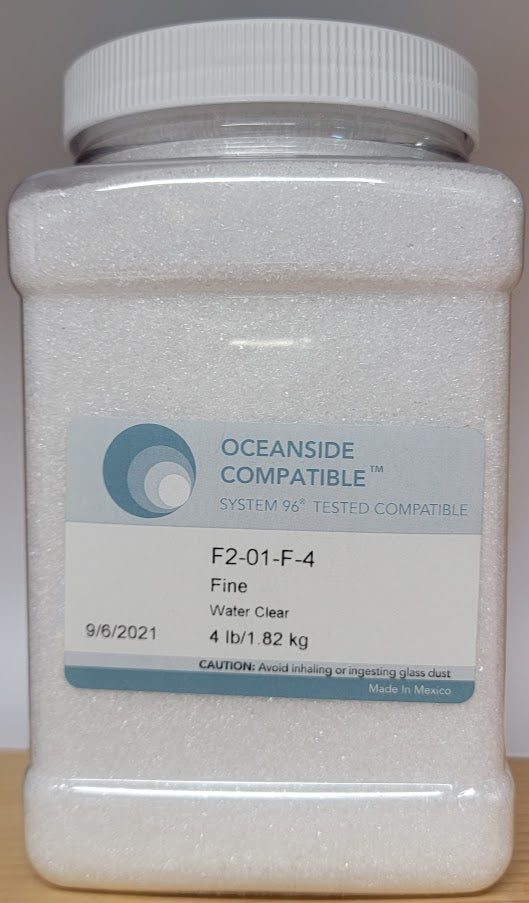 OCEANSIDE
COMPATIBLE™
SYSTEM 96® TESTED COMPATIBLE
F2-01-F-4
Fine
Water Clear
9/6/2021
4 lb/1.82 kg
CAUTION: Avoid inhaling or ingesting glass dust
Made In Mexico